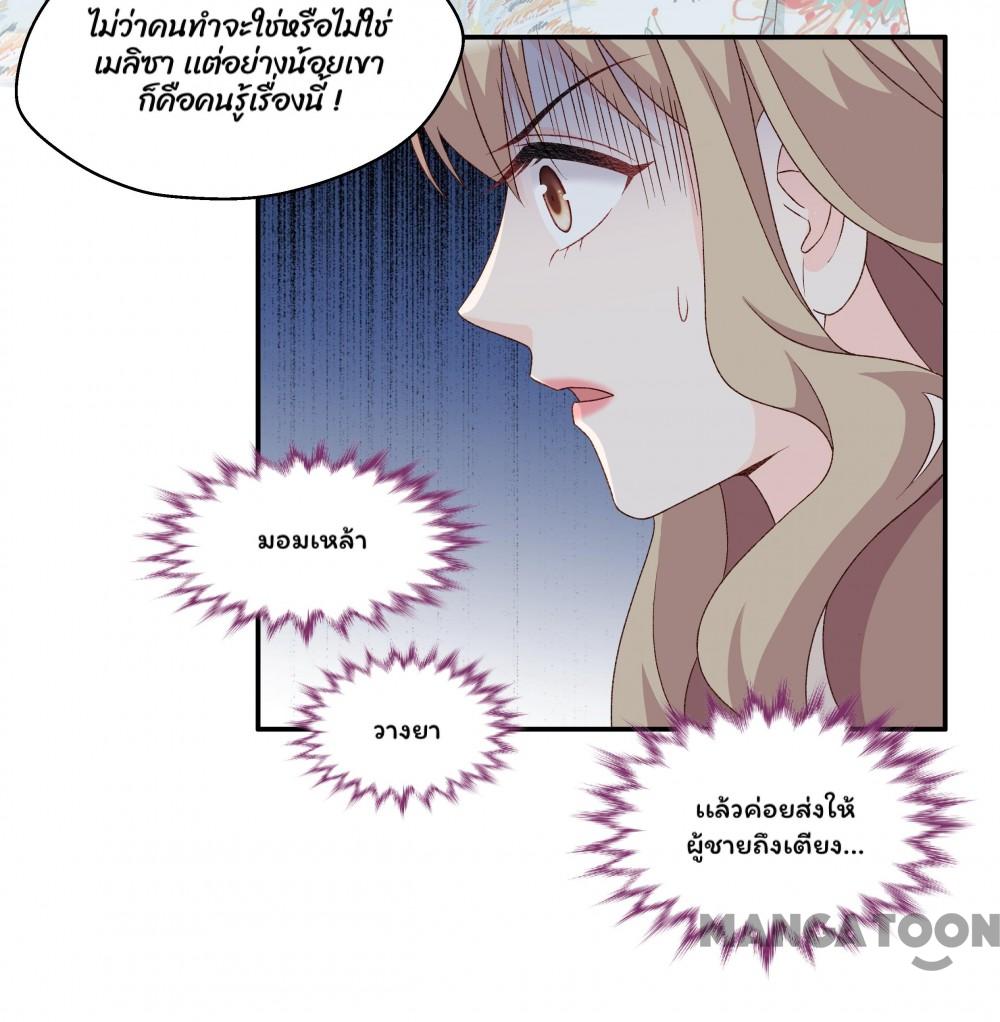 ไม่ว่าคนทำจะใช่หรือไม่ใช่
เมลิซา แต่อย่างน้อยเขา
ก็คือคนรู้เรื่องนี้ !
มอมเหล้า
วางยา
แล้วค่อยส่งให้
ผู้ชายถึงเตียง...
MANGATOON